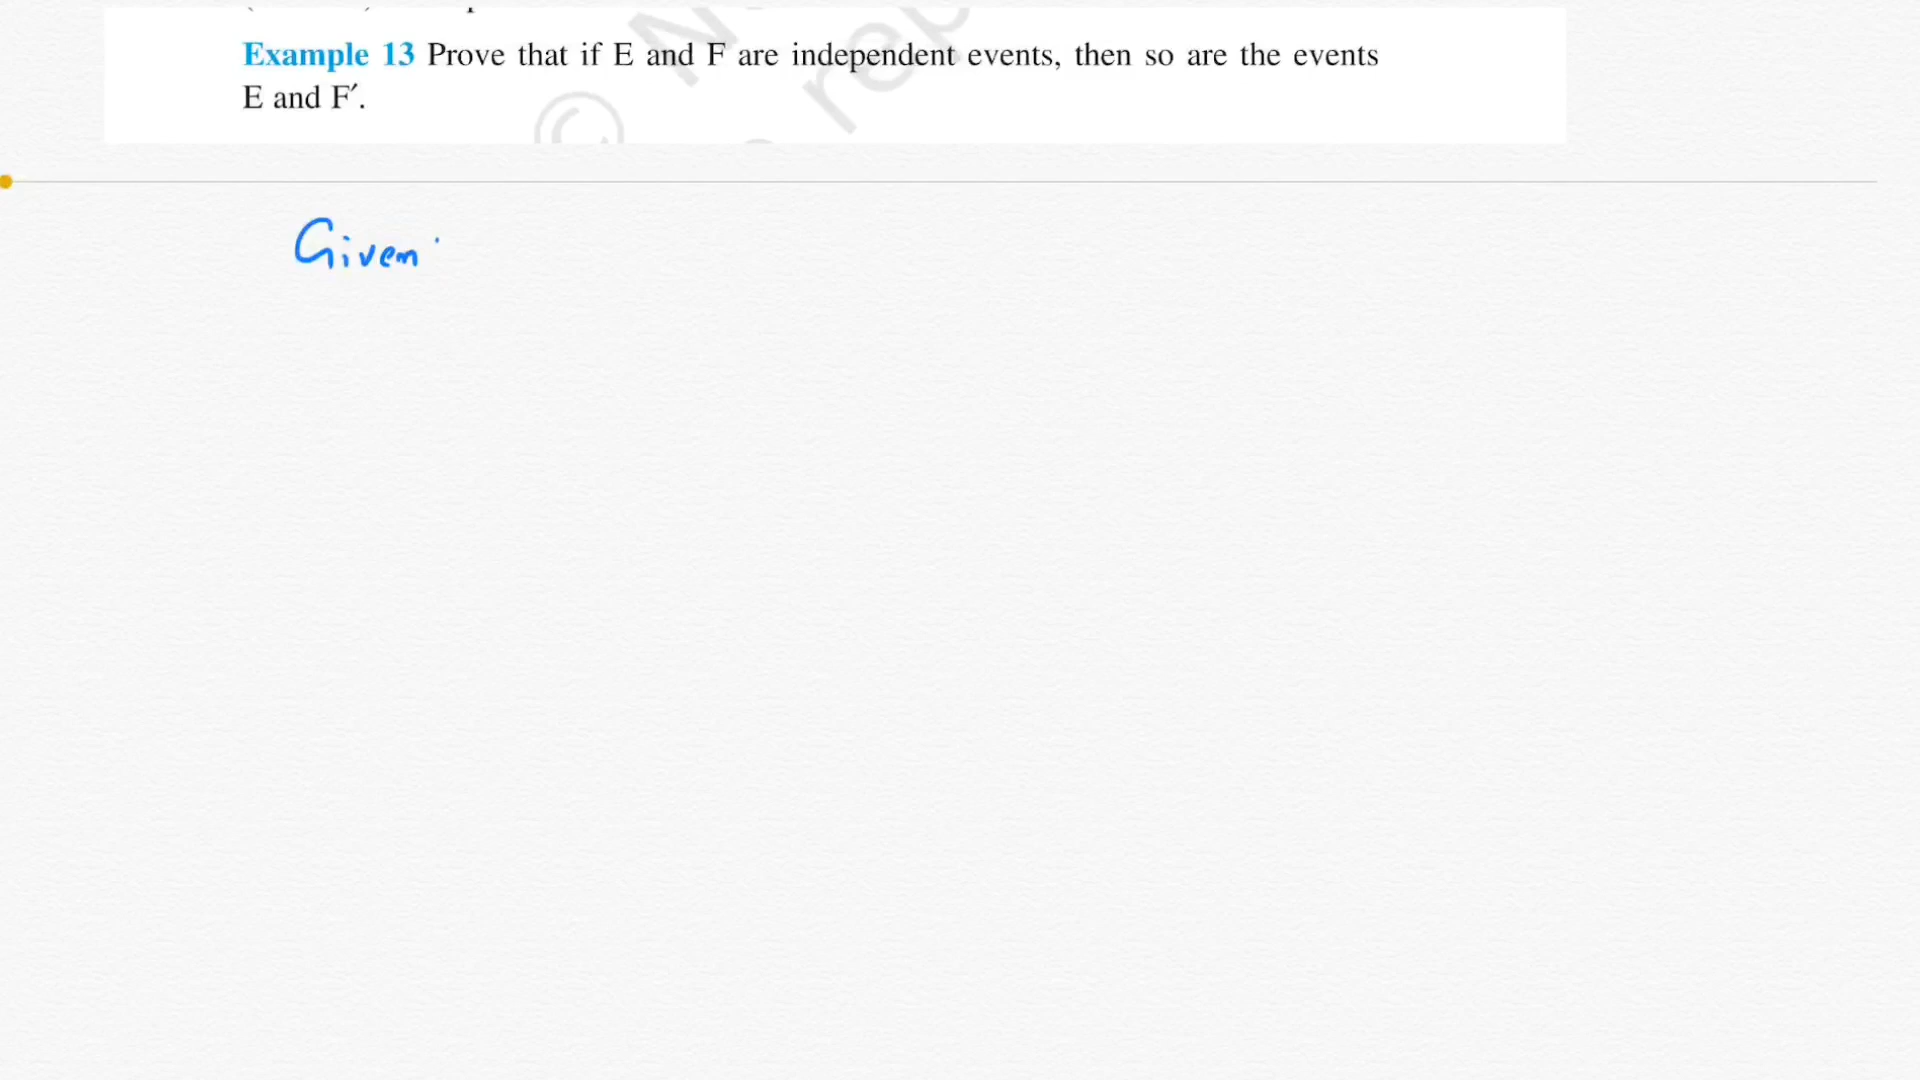 Example 13 Prove that if E and F are independent events, then so are the events
E and F′.
Given